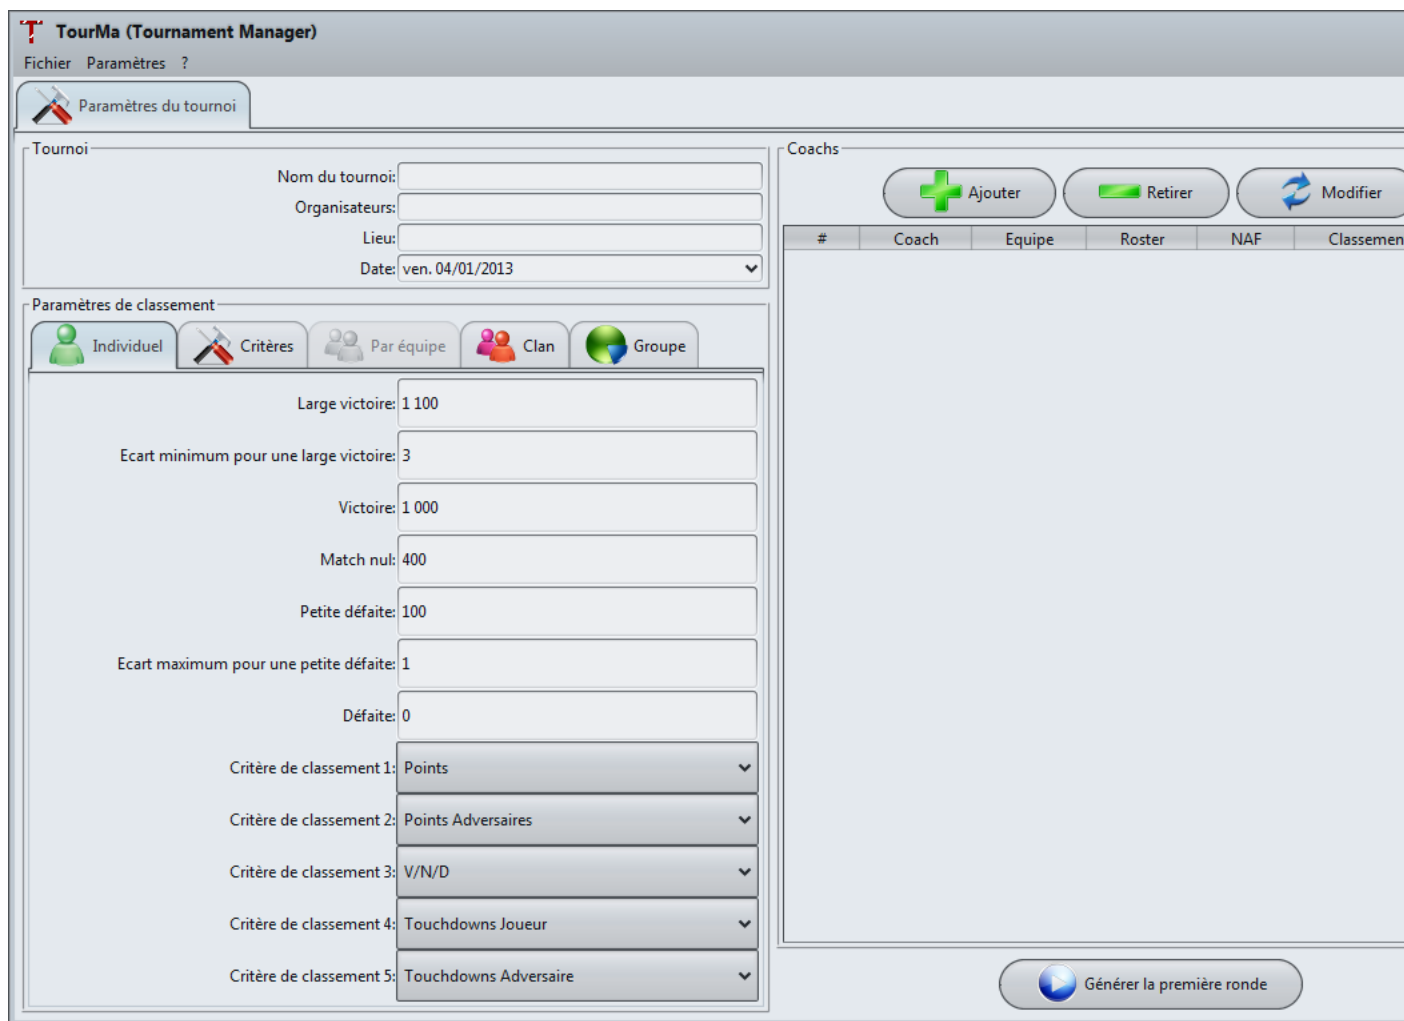 TourMa (Tournament Manager)
Fichier Paramètres ?
Paramètres du tournoi
Tournoi
Nom du tournoi:
Organisateurs:
Lieu:
Date: ven. 04/01/2013
Paramètres de classement
Individuel Critères Par équipe Clan Groupe
Large victoire: 1 100
Ecart minimum pour une large victoire: 3
Victoire: 1 000
Match nul: 400
Petite défaite: 100
Ecart maximum pour une petite défaite: 1
Défaite: 0
Critère de classement 1: Points
Critère de classement 2: Points Adversaires
Critère de classement 3: V/N/D
Critère de classement 4: Touchdowns Joueur
Critère de classement 5: Touchdowns Adversaire
Coachs
Ajouter Retirer Modifier
# Coach Equipe Roster NAF Classemen
Générer la première ronde